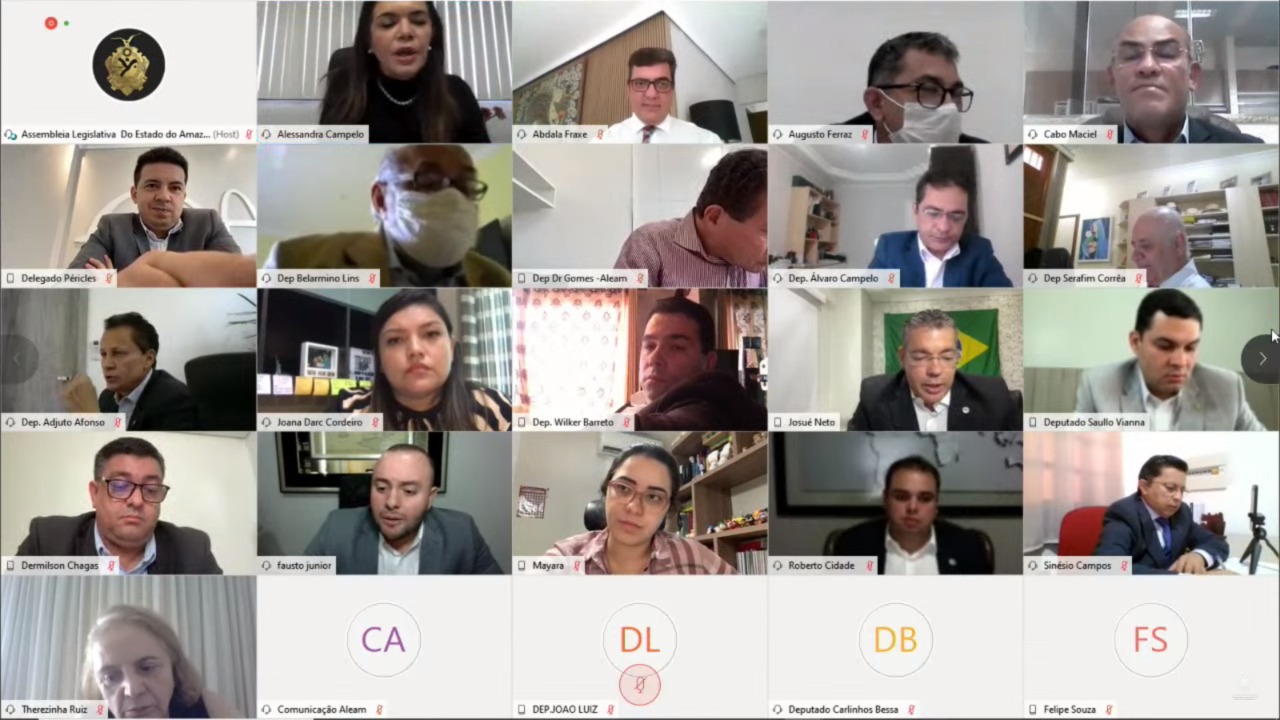 Assembleia Legislativa Do Estado do Amaz... (Host)
Alessandra Campelo
Abdala Fraxe
Augusto Ferraz
Cabo Maciel
Delegado Péricles
Dep Belarmino Lins
Dep Dr Gomes -Aleam
Dep. Álvaro Campelo
Dep Serafim Corrêa
Dep. Adjuto Afonso
Joana Darc Cordeiro
Dep. Wilker Barreto
Josué Neto
Deputado Saullo Vianna
Dermilson Chagas
fausto junior
Mayara
Roberto Cidade
Sinésio Campos
CA
DL
DB
FS
Therezinha Ruiz
Comunicação Aleam
DEP.JOAO LUIZ
Deputado Carlinhos Bessa
Felipe Souza